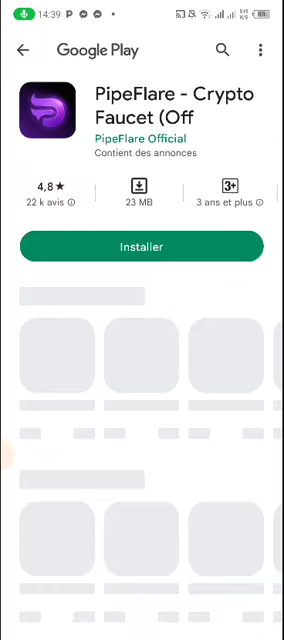 14:39
Google Play
PipeFlare - Crypto
Faucet (Off
PipeFlare Official
Contient des annonces
4,8★
22 k avis
23 MB
3+
3 ans et plus
Installer